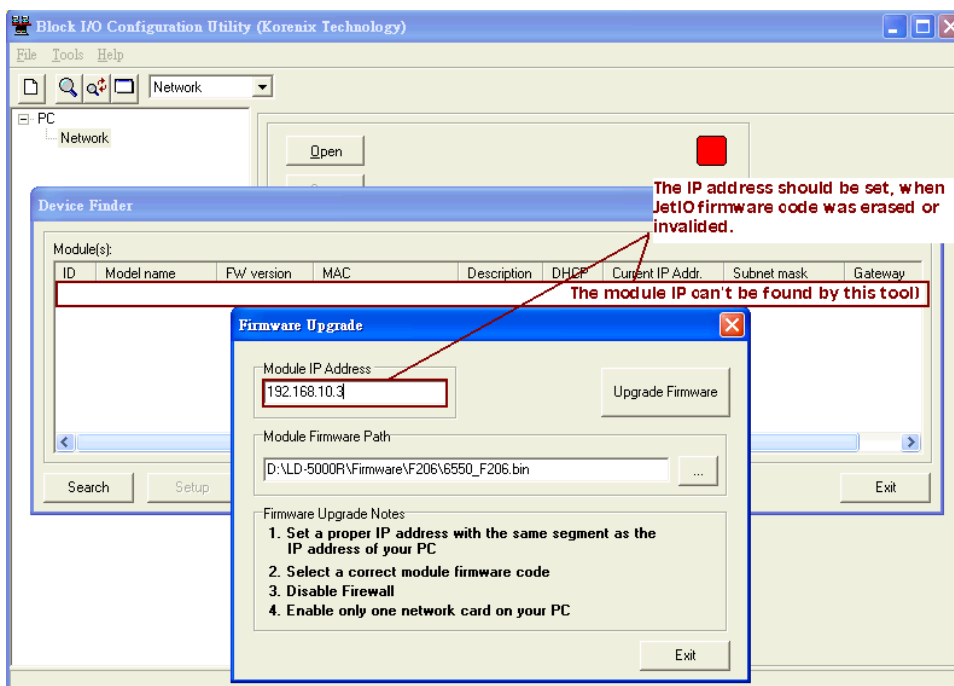 Block I/O Configuration Utility (Korenix Technology)
File Tools Help
Network
PC
Network
Open
The IP address should be set, when
JetIO firmware code was erased or
invalided.
Device Finder
Module(s):
ID Model name FW version MAC Description DHCP Current IP Addr. Subnet mask Gateway
The module IP can't be found by this tool)
Firmware Upgrade
Module IP Address
192.168.10.3
Upgrade Firmware
Module Firmware Path
D:\LD-5000R\Firmware\F206\6550_F206.bin
...
Search Setup Exit
Firmware Upgrade Notes
1. Set a proper IP address with the same segment as the
IP address of your PC
2. Select a correct module firmware code
3. Disable Firewall
4. Enable only one network card on your PC
Exit